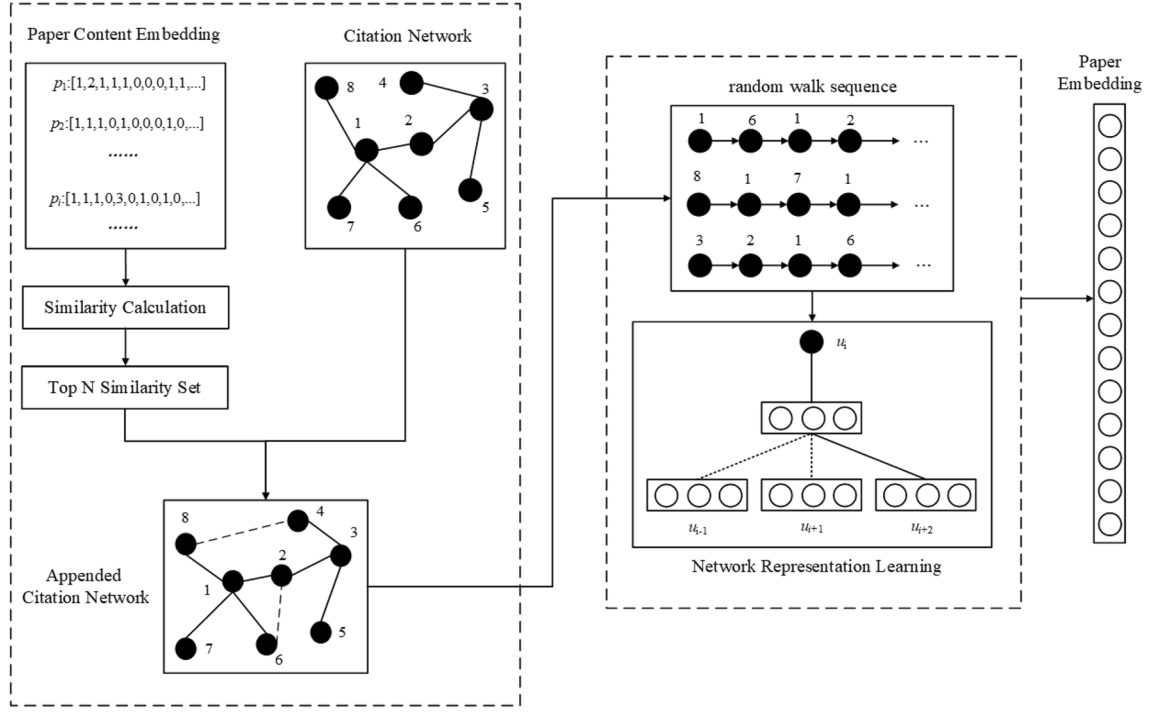 Paper Content Embedding
p1:[1,2,1,1,1,0,0,0,1,1,...]
p2:[1,1,1,0,1,0,0,0,1,0,...]
......
pi:[1,1,1,0,3,0,1,0,1,0,...]
......
Similarity Calculation
Top N Similarity Set
Citation Network
4
8
3
1
2
5
7
6
Appended
Citation Network
8
4
3
2
1
5
7
6
random walk sequence
1 6 1 2
...
8 1 7 1
...
3 2 1 6
...
ui
ui-1 ui+1 ui+2
Network Representation Learning
Paper
Embedding